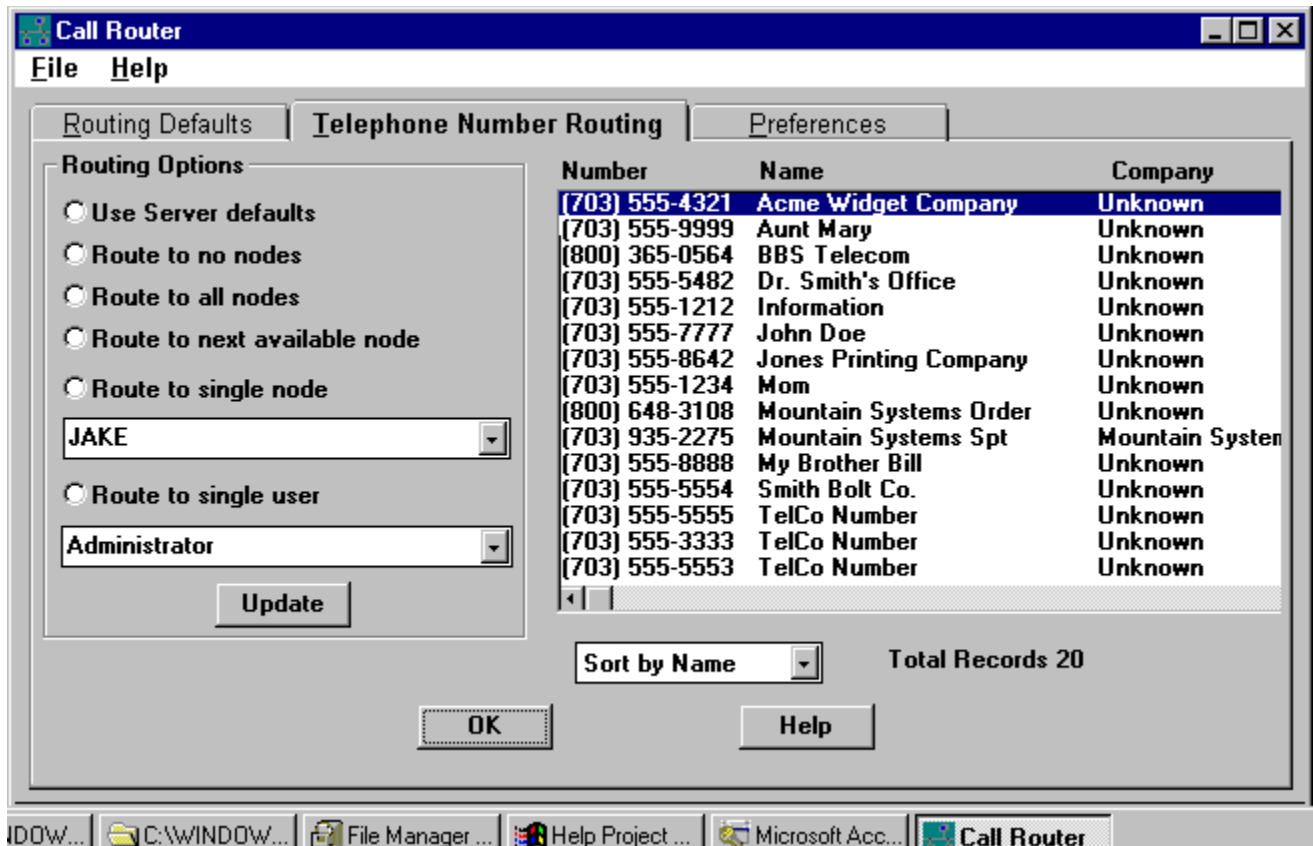 Call Router
File Help
Routing Defaults Telephone Number Routing Preferences
Routing Options
Use Server defaults
Route to no nodes
Route to all nodes
Route to next available node
Route to single node
JAKE
Route to single user
Administrator
Update
Number Name Company
(703) 555-4321 Acme Widget Company Unknown
(703) 555-9999 Aunt Mary Unknown
(800) 365-0564 BBS Telecom Unknown
(703) 555-5482 Dr. Smith's Office Unknown
(703) 555-1212 Information Unknown
(703) 555-7777 John Doe Unknown
(703) 555-8642 Jones Printing Company Unknown
(703) 555-1234 Mom Unknown
(800) 648-3108 Mountain Systems Order Unknown
(703) 935-2275 Mountain Systems Spt Mountain System
(703) 555-8888 My Brother Bill Unknown
(703) 555-5554 Smith Bolt Co. Unknown
(703) 555-5555 TelCo Number Unknown
(703) 555-3333 TelCo Number Unknown
(703) 555-5553 TelCo Number Unknown
Sort by Name Total Records 20
OK Help
NDOW... C:\WINDOW... File Manager ... Help Project ... Microsoft Acc... Call Router